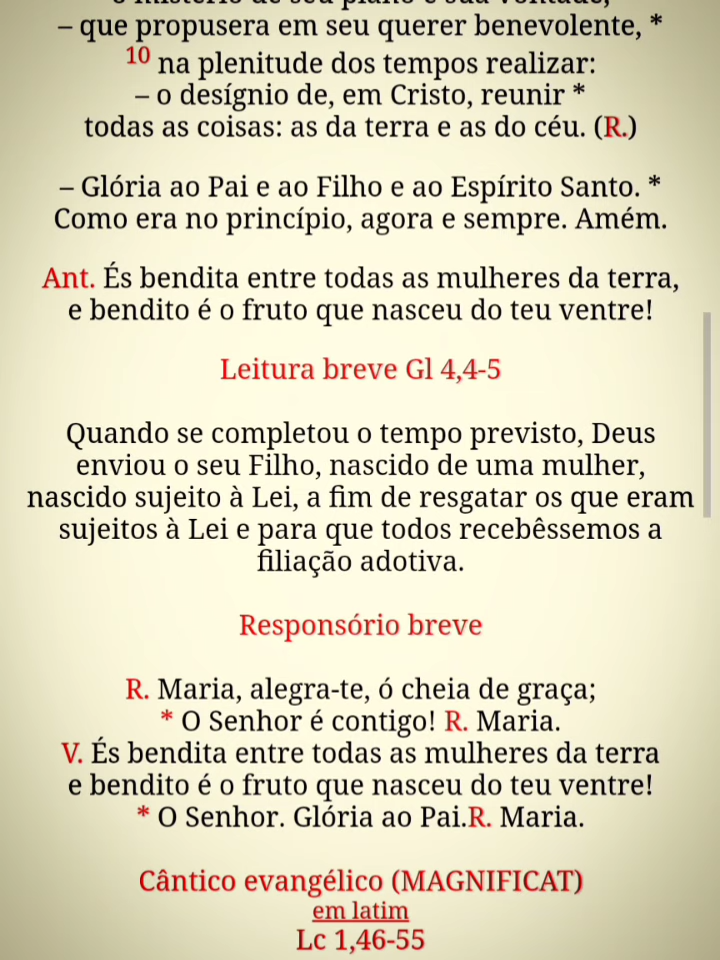 o mistério de seu plano e sua vontade,
– que propusera em seu querer benevolente, *
10 na plenitude dos tempos realizar:
– o desígnio de, em Cristo, reunir *
todas as coisas: as da terra e as do céu. (R.)
– Glória ao Pai e ao Filho e ao Espírito Santo. *
Como era no princípio, agora e sempre. Amém.
Ant. És bendita entre todas as mulheres da terra,
e bendito é o fruto que nasceu do teu ventre!
Leitura breve Gl 4,4-5
Quando se completou o tempo previsto, Deus
enviou o seu Filho, nascido de uma mulher,
nascido sujeito à Lei, a fim de resgatar os que eram
sujeitos à Lei e para que todos recebêssemos a
filiação adotiva.
Responsório breve
R. Maria, alegra-te, ó cheia de graça;
* O Senhor é contigo! R. Maria.
V. És bendita entre todas as mulheres da terra
e bendito é o fruto que nasceu do teu ventre!
* O Senhor. Glória ao Pai.R. Maria.
Cântico evangélico (MAGNIFICAT)
em latim
Lc 1,46-55